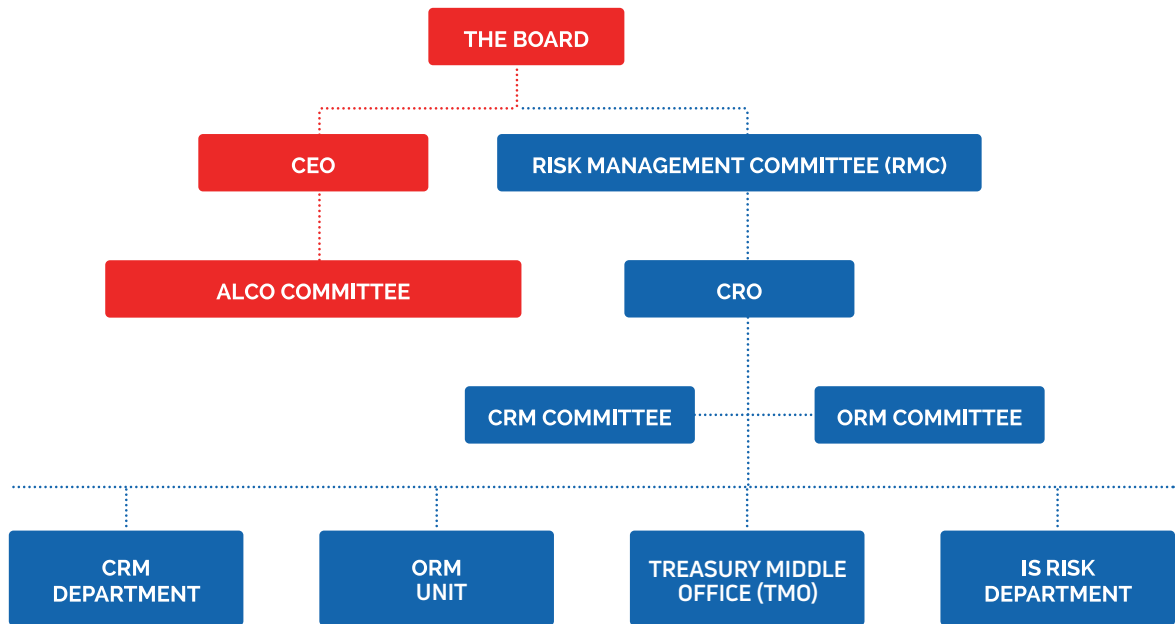 THE BOARD
CEO
RISK MANAGEMENT COMMITTEE (RMC)
ALCO COMMITTEE
CRO
CRM COMMITTEE
ORM COMMITTEE
CRM
DEPARTMENT
ORM
UNIT
TREASURY MIDDLE
OFFICE (TMO)
IS RISK
DEPARTMENT